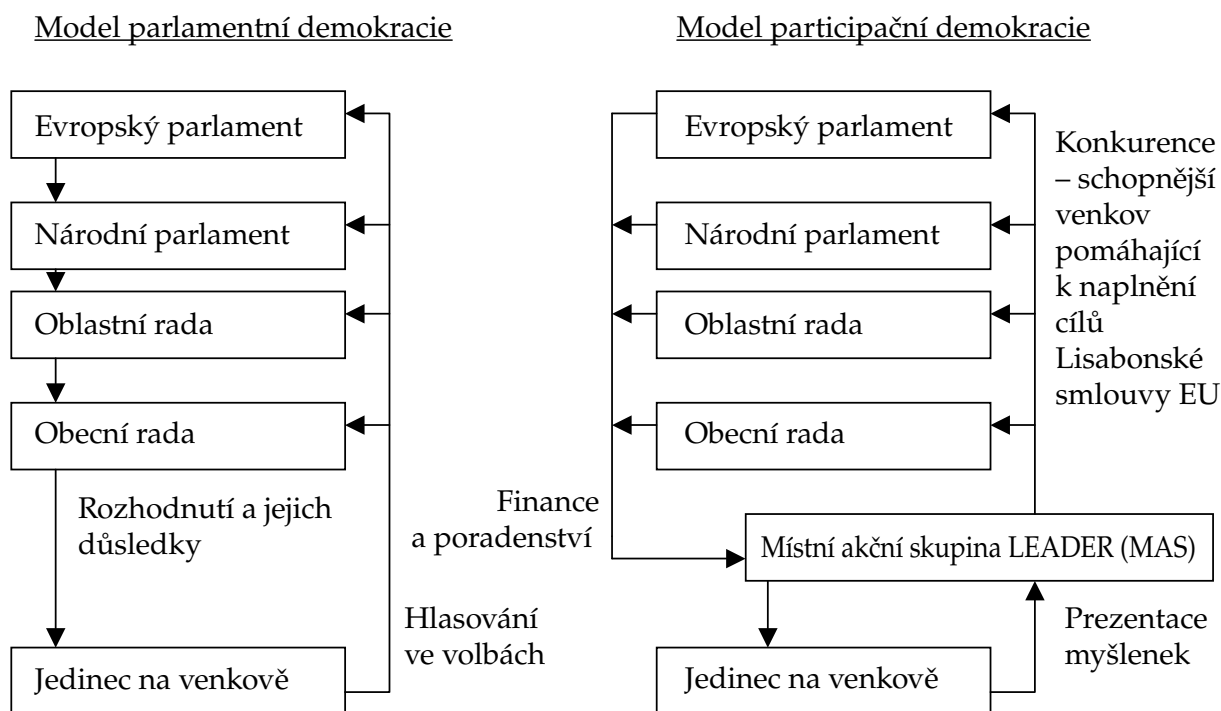 Model parlamentní demokracie
Evropský parlament
Národní parlament
Oblastní rada
Obecní rada
Rozhodnutí a jejich
důsledky
Hlasování
ve volbách
Jedinec na venkově
Model participační demokracie
Evropský parlament
Národní parlament
Oblastní rada
Obecní rada
Konkurence
– schopnější
venkov
pomáhající
k naplnění
cílů
Lisabonské
smlouvy EU
Finance
a poradenství
Místní akční skupina LEADER (MAS)
Prezentace
myšlenek
Jedinec na venkově